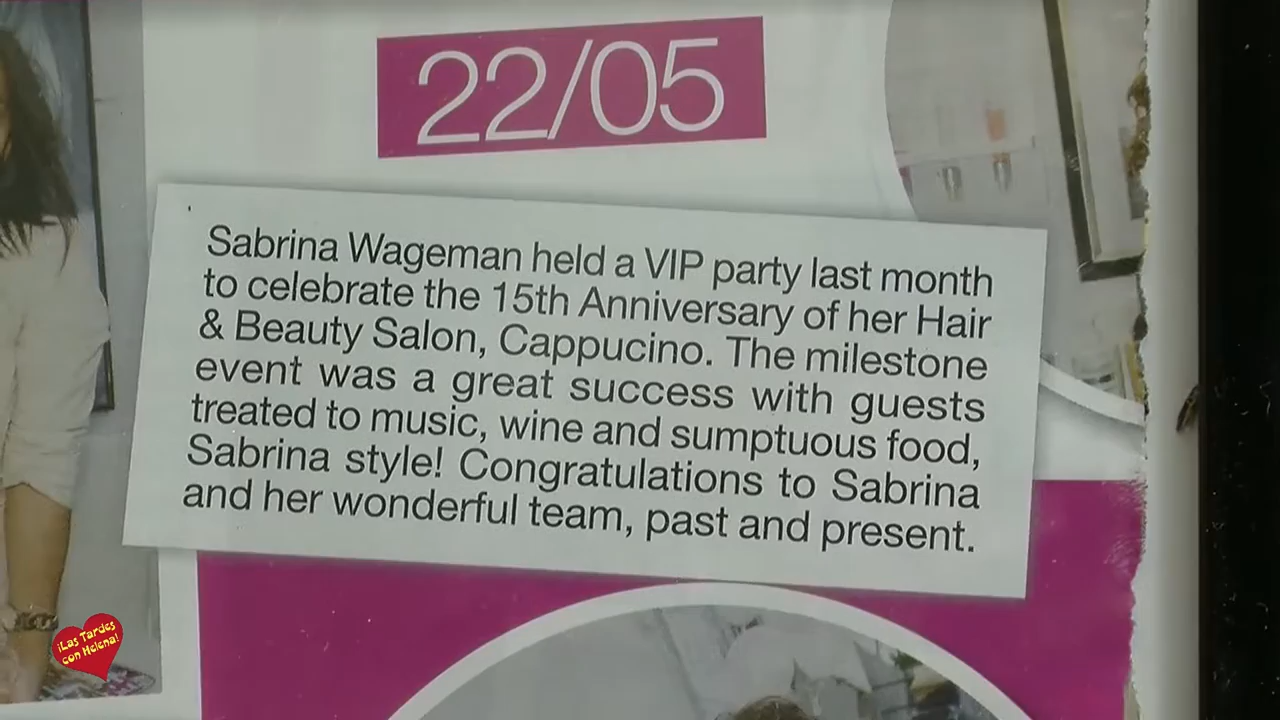 22/05
Sabrina Wageman held a VIP party last month
to celebrate the 15th Anniversary of her Hair
& Beauty Salon, Cappucino. The milestone
event was a great success with guests
treated to music, wine and sumptuous food,
Sabrina style! Congratulations to Sabrina
and her wonderful team, past and present.
¡Las Tardes
con Helena!